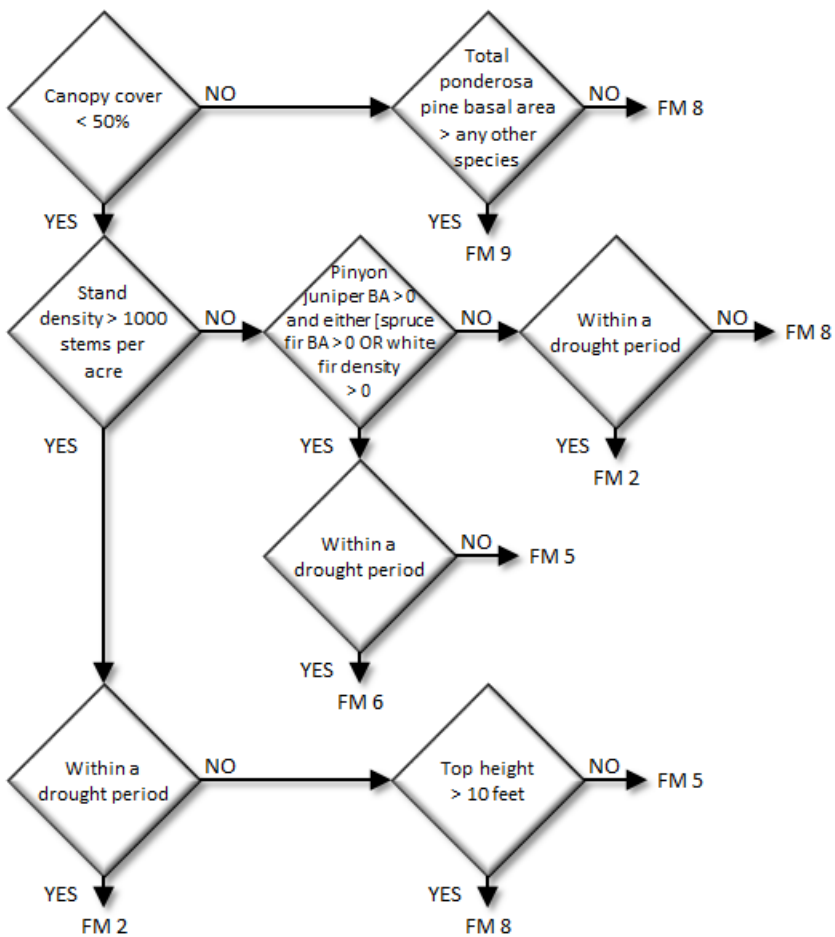 Canopy cover
< 50%
NO
Total
ponderosa
pine basal area
> any other
species
NO
FM 8
YES
YES
FM 9
Stand
density > 1000
stems per
acre
NO
Pinyon
juniper BA > 0
and either [spruce
fir BA > 0 OR white
fir density
> 0
NO
Within a
drought period
NO
FM 8
YES
YES
YES
FM 2
Within a
drought period
NO
FM 5
YES
FM 6
Within a
drought period
NO
Top height
> 10 feet
NO
FM 5
YES
FM 2
YES
FM 8